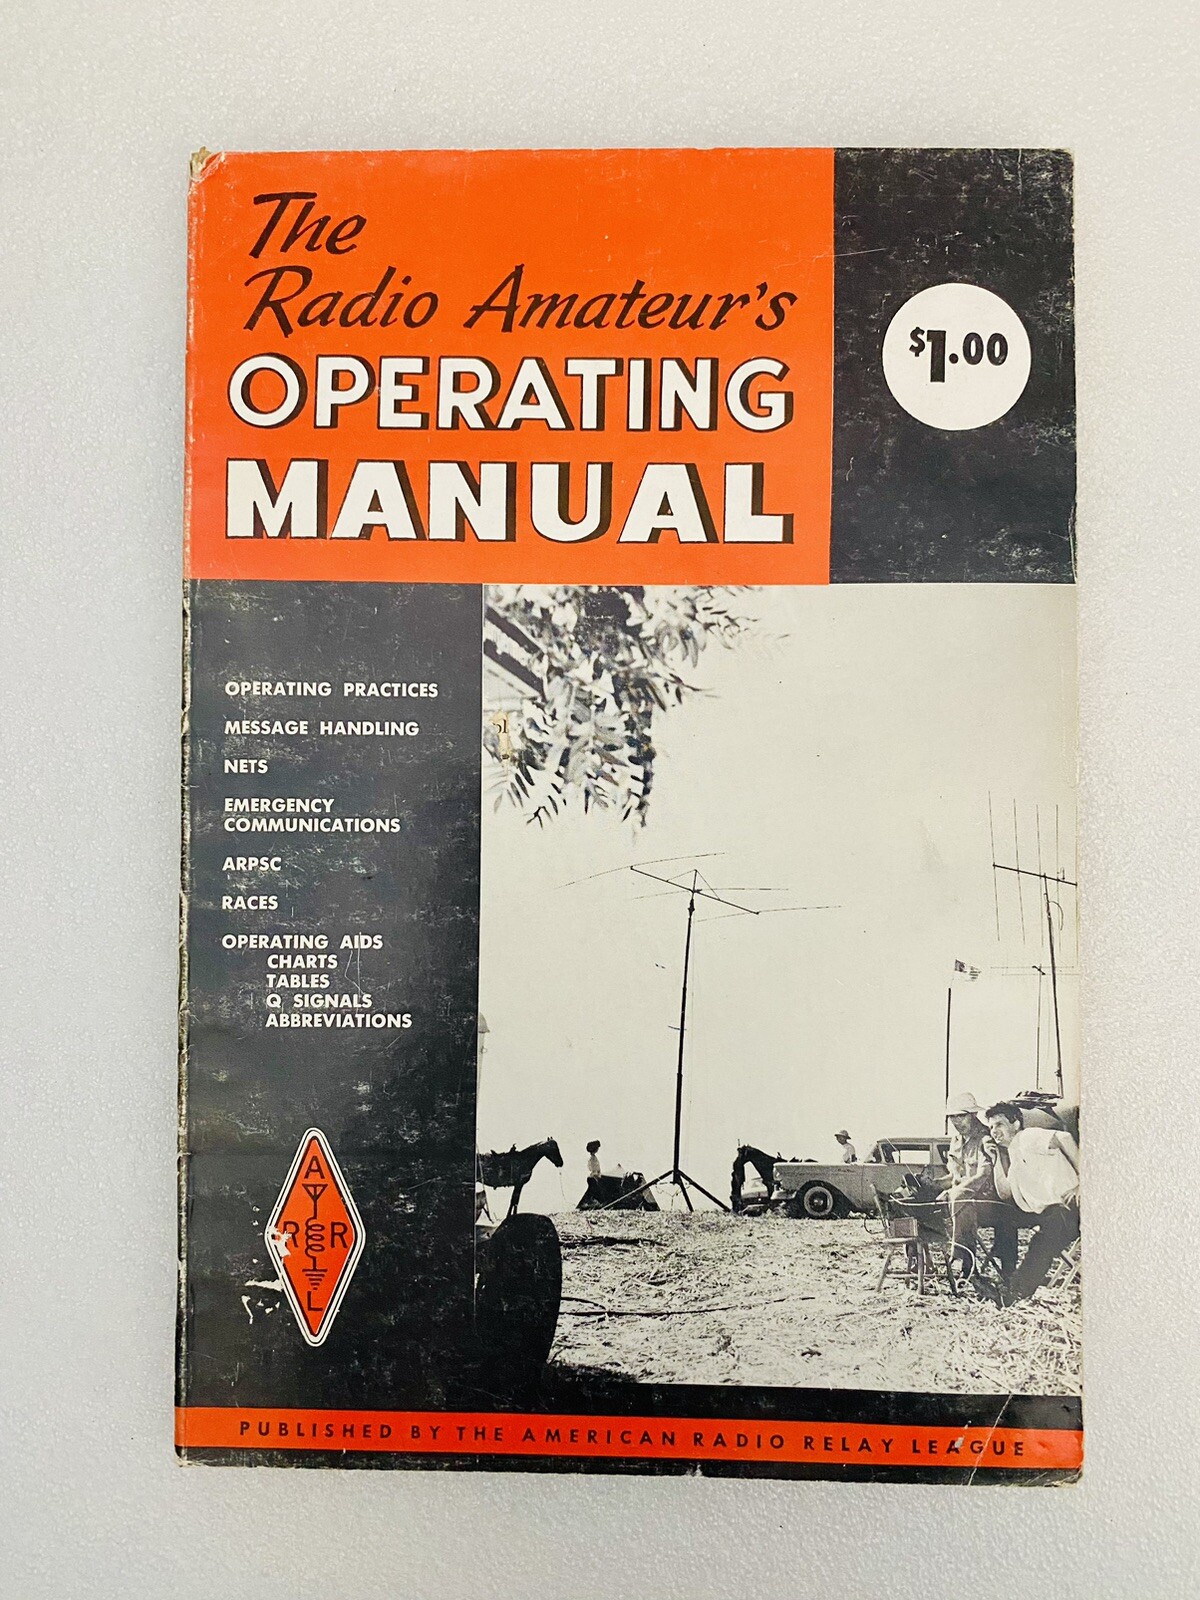 The
Radio Amateur's
OPERATING
MANUAL
$1.00
OPERATING PRACTICES
MESSAGE HANDLING
NETS
EMERGENCY
COMMUNICATIONS
ARPSC
RACES
OPERATING AIDS
CHARTS
TABLES
Q SIGNALS
ABBREVIATIONS
A
R R
L
PUBLISHED BY THE AMERICAN RADIO RELAY LEAGUE